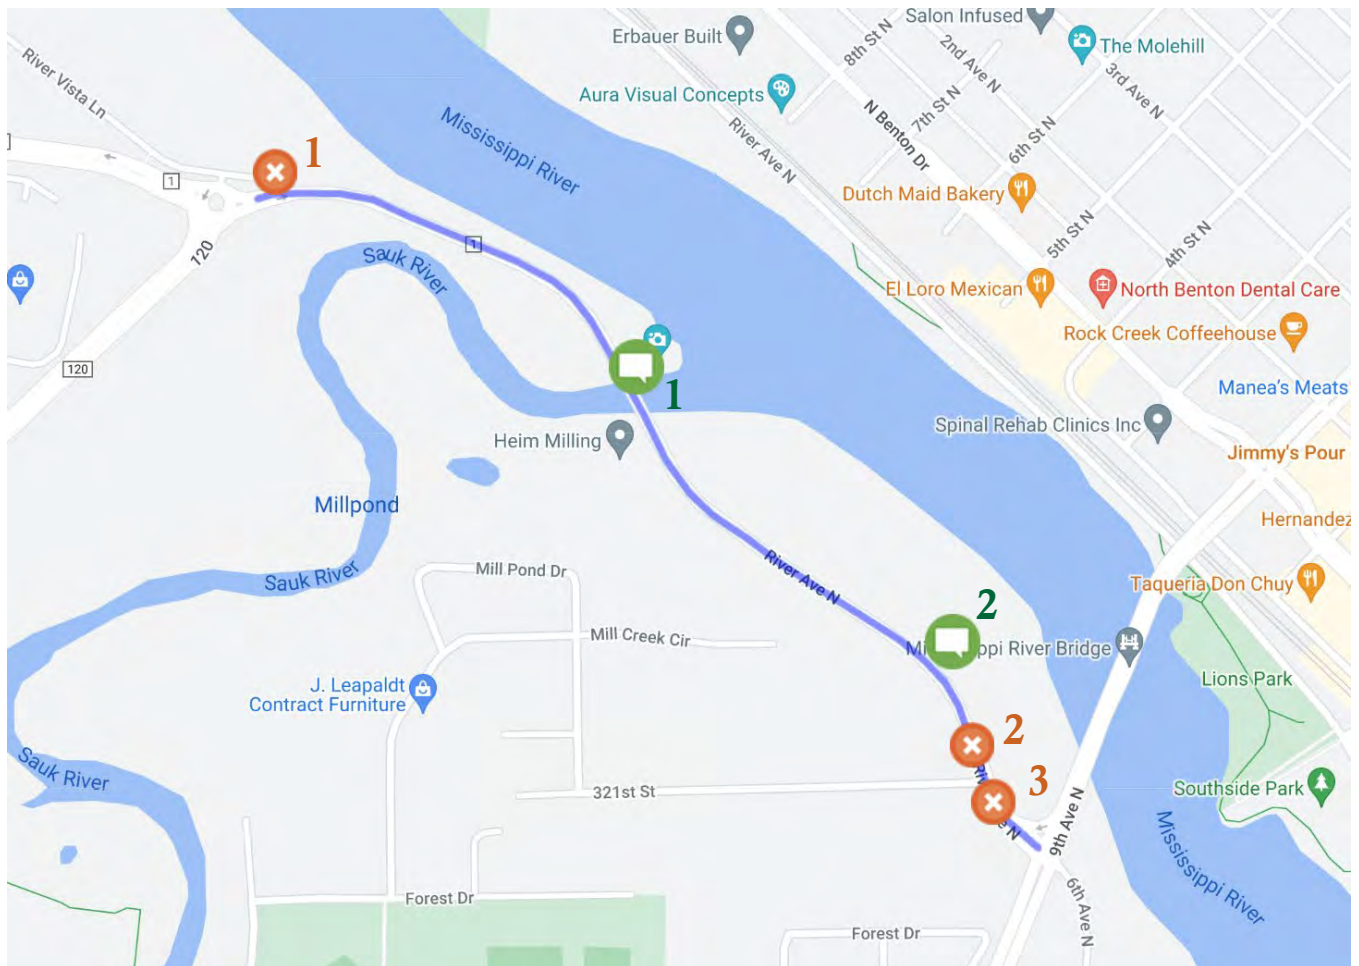 Salon Infused
Erbauer Built
8th St N
2nd Ave N
The Molehill
3rd Ave N
River Vista Ln
Aura Visual Concepts
7th St N
N Benton Dr
6th St N
Mississippi River
River Ave N
1
1
Dutch Maid Bakery
5th St N
4th St N
120
1
Sauk River
El Loro Mexican
North Benton Dental Care
Rock Creek Coffeehouse
120
1
Manea's Meats
Spinal Rehab Clinics Inc
Heim Milling
Jimmy's Pour
Millpond
Hernandez
Sauk River
Mill Pond Dr
River Ave N
Taqueria Don Chuy
2
Mill Creek Cir
ppi River Bridge
J. Leapaldt
Contract Furniture
Lions Park
2
Sauk River
321st St
3
Southside Park
9th Ave N
Mississippi River
6th Ave N
Forest Dr
Forest Dr